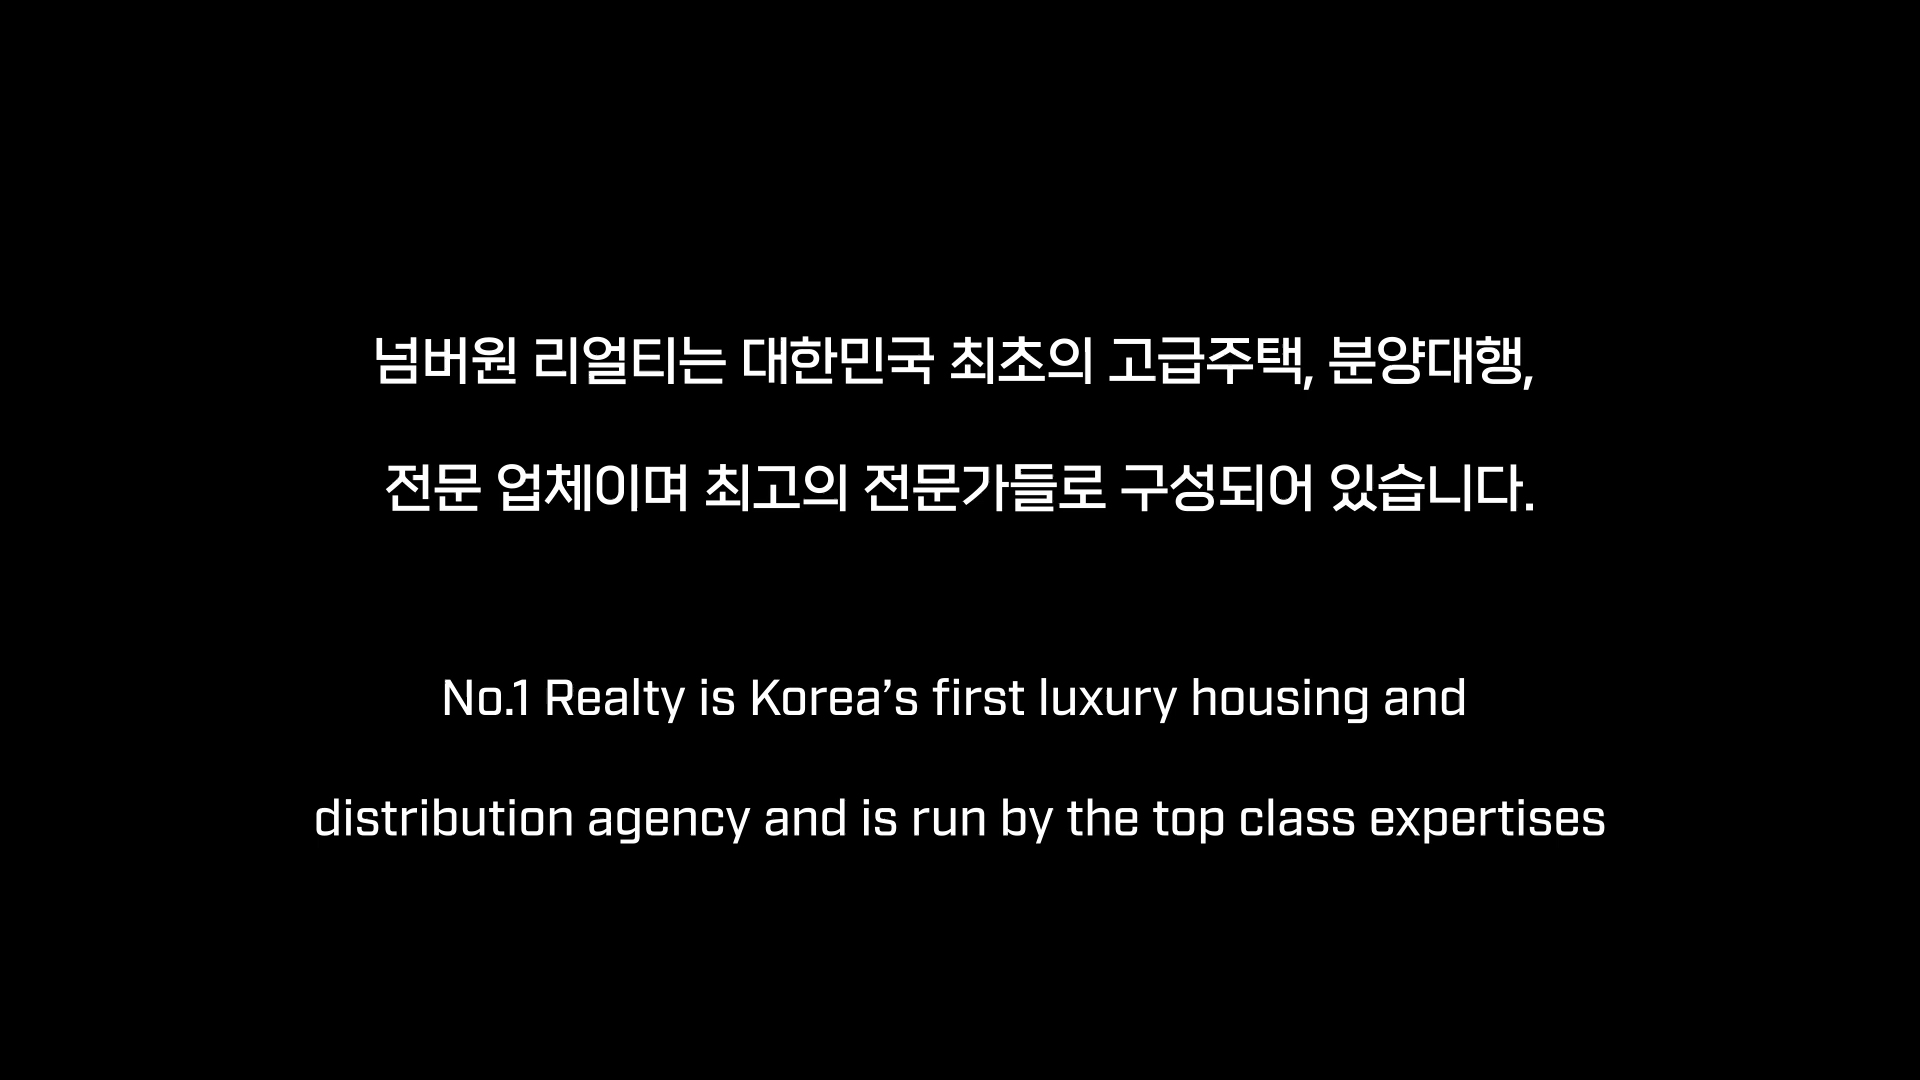 넘버원 리얼티는 대한민국 최초의 고급주택, 분양대행,
전문 업체이며 최고의 전문가들로 구성되어 있습니다.
No.1 Realty is Korea’s first luxury housing and
distribution agency and is run by the top class expertises